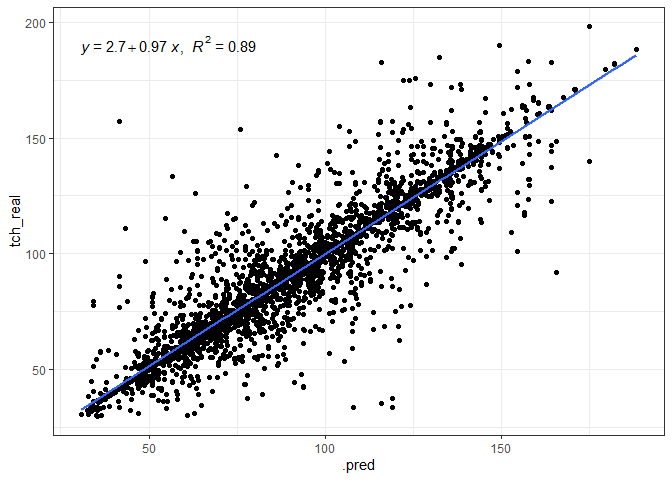 200
y = 2.7 + 0.97 x, R² = 0.89
150
tch_real
100
50
50 100 150
.pred